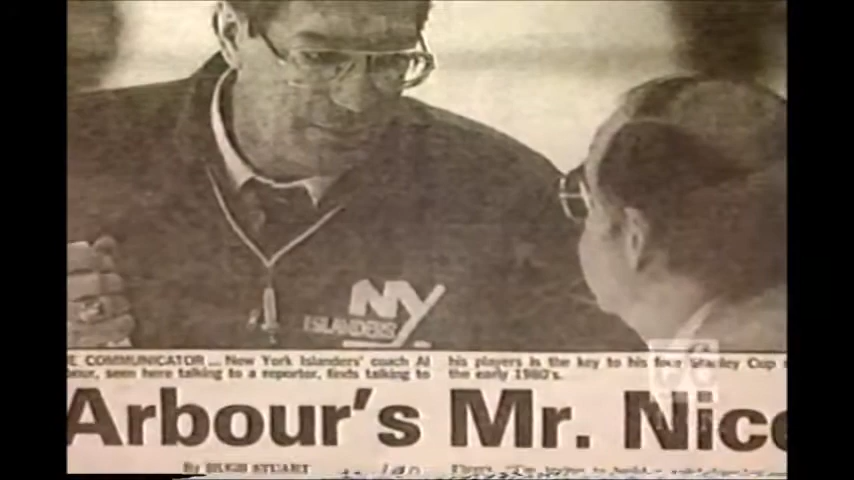 NY
ISLANDERS
E COMMUNICATOR ... New York Islanders' coach Al
bour, seen here talking to a reporter, finds talking to
his players is the key to his four Stanley Cup
the early 1980's.
Arbour's Mr. Nice
By HUGH STUART